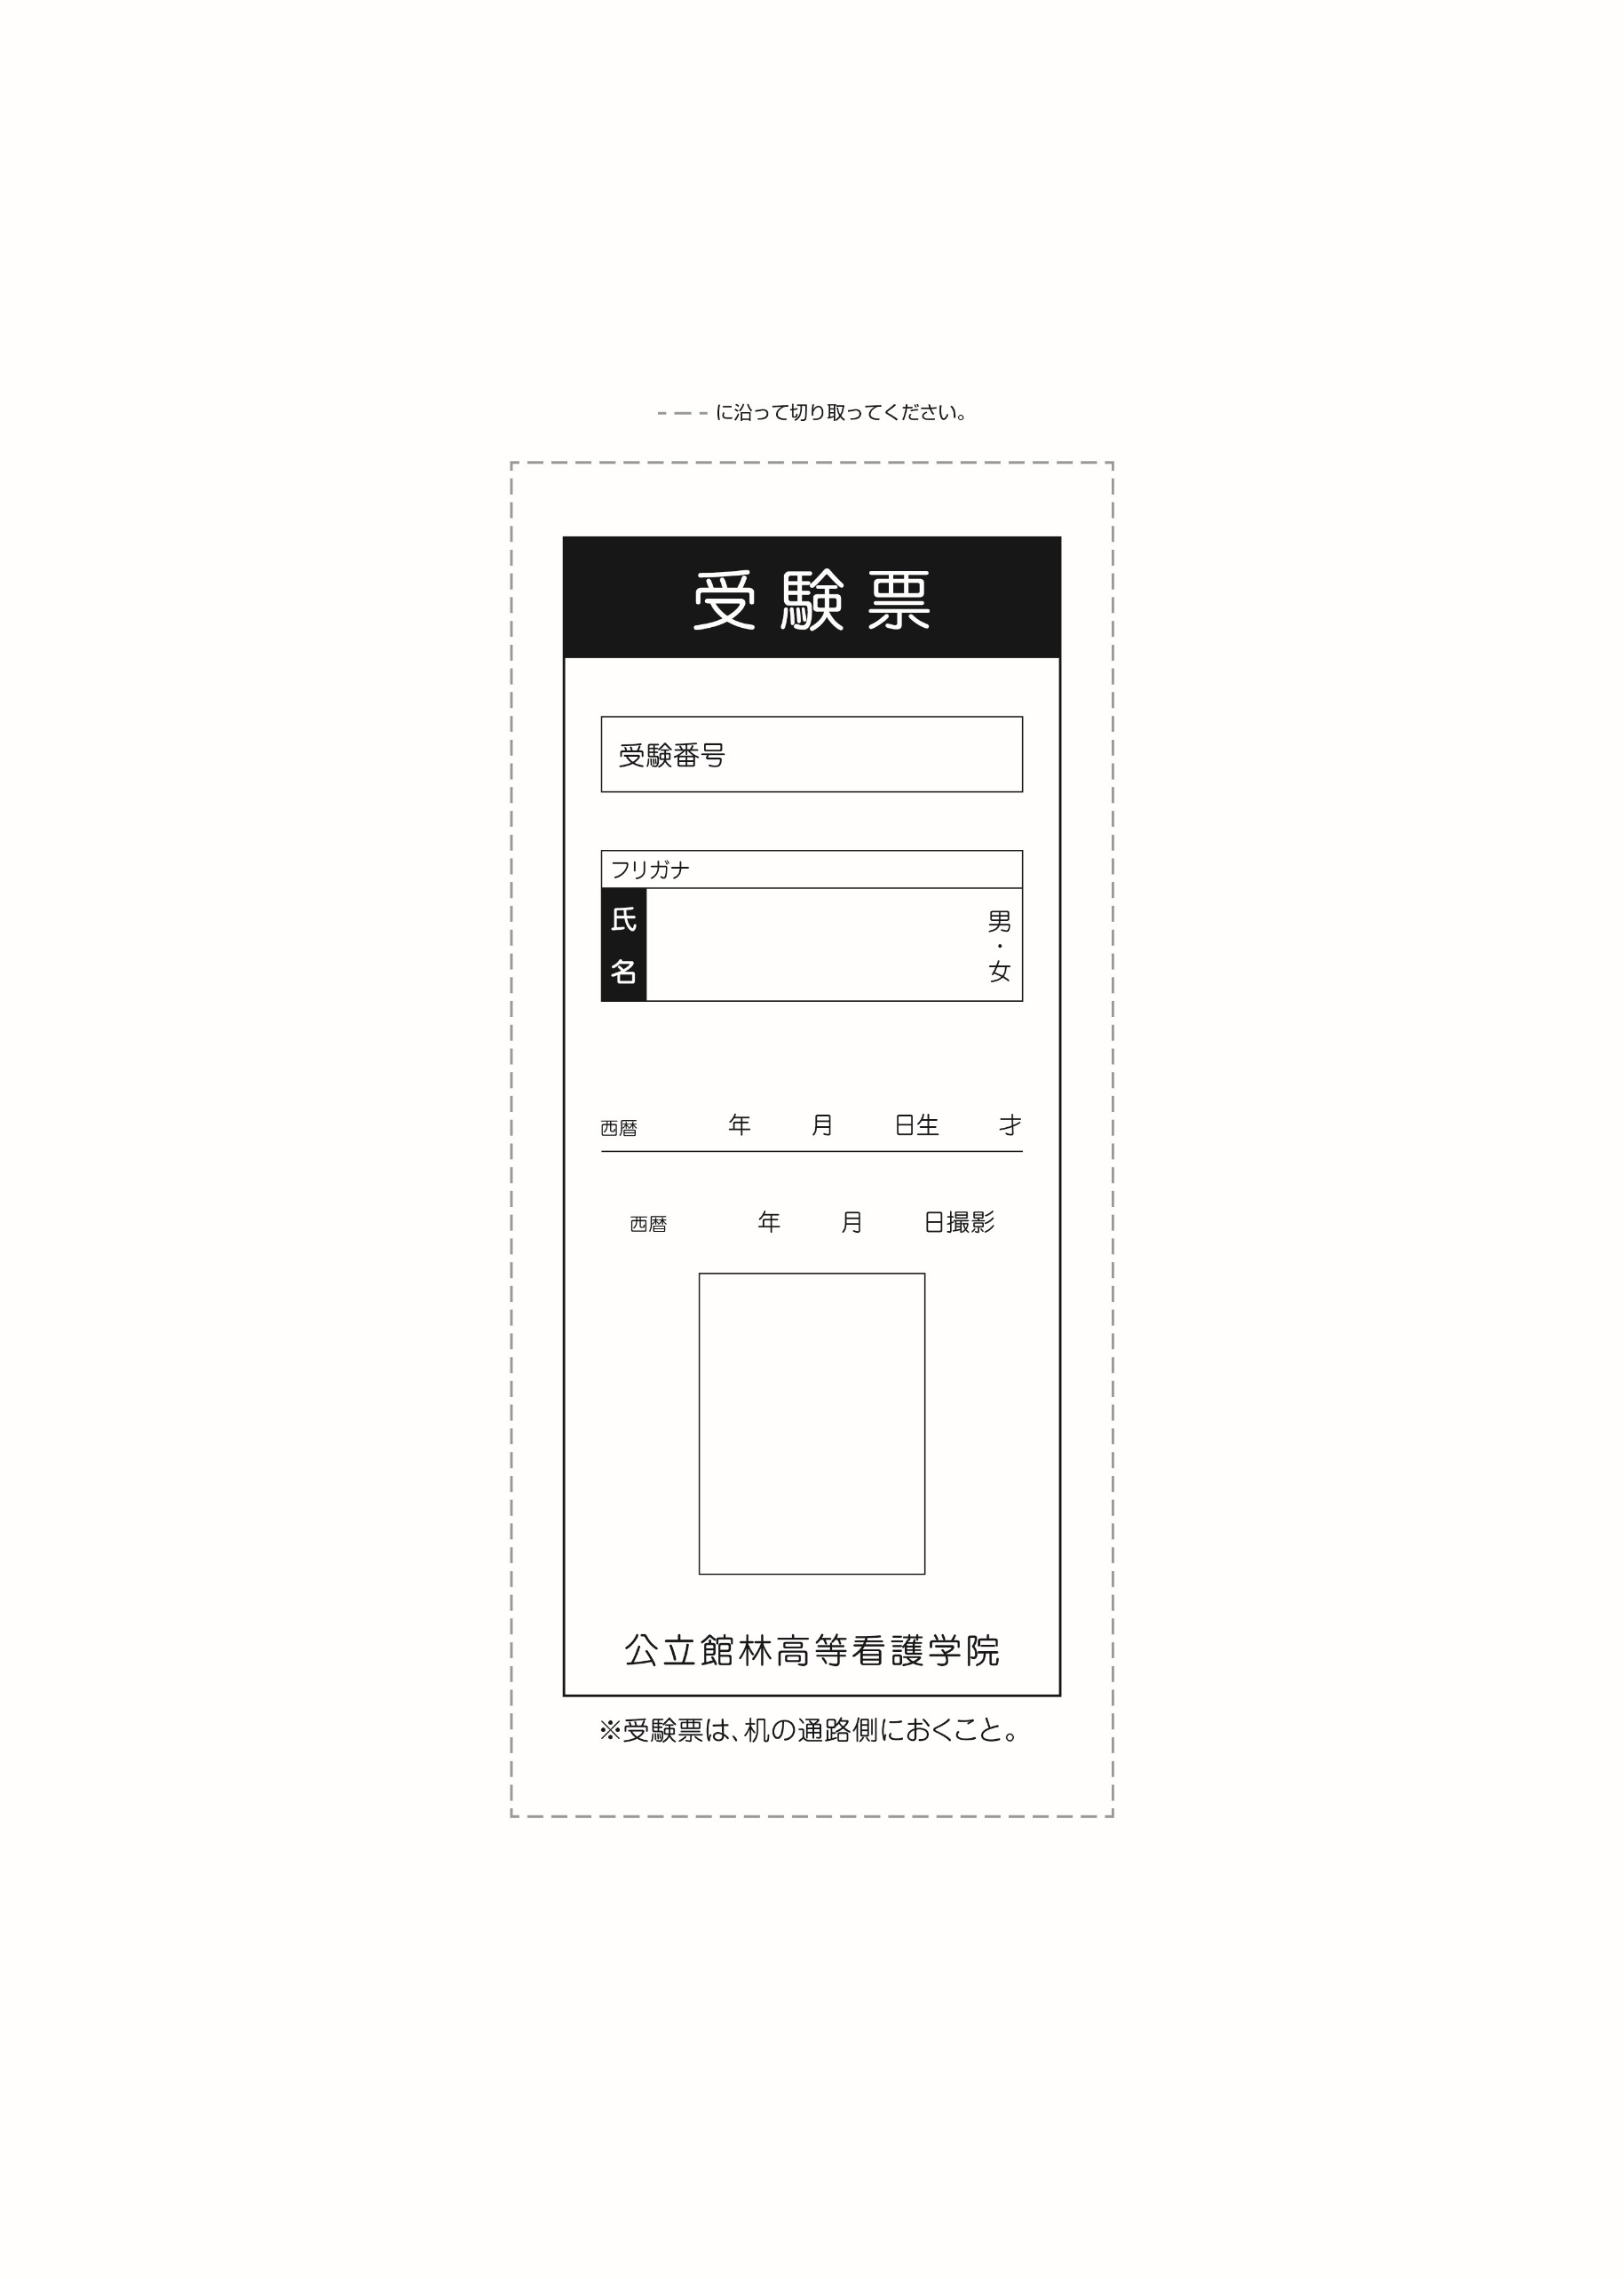 に沿って切り取ってください。
受験票
受験番号
フリガナ
氏名
男・女
西暦 年 月 日生 才
西暦 年 月 日撮影
公立館林高等看護学院
※受験票は、机の通路側におくこと。